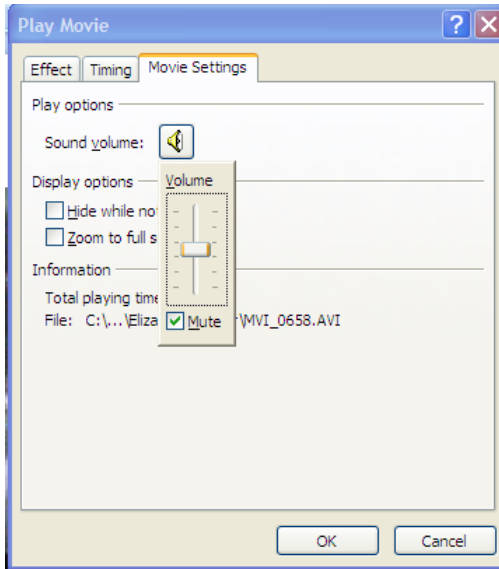 Play Movie
Effect Timing Movie Settings
Play options
Sound volume:
Display options
Volume
Hide while no
Zoom to full s
Information
Total playing time
File: C:\...\Eliza
\MVI_0658.AVI
Mute
OK Cancel